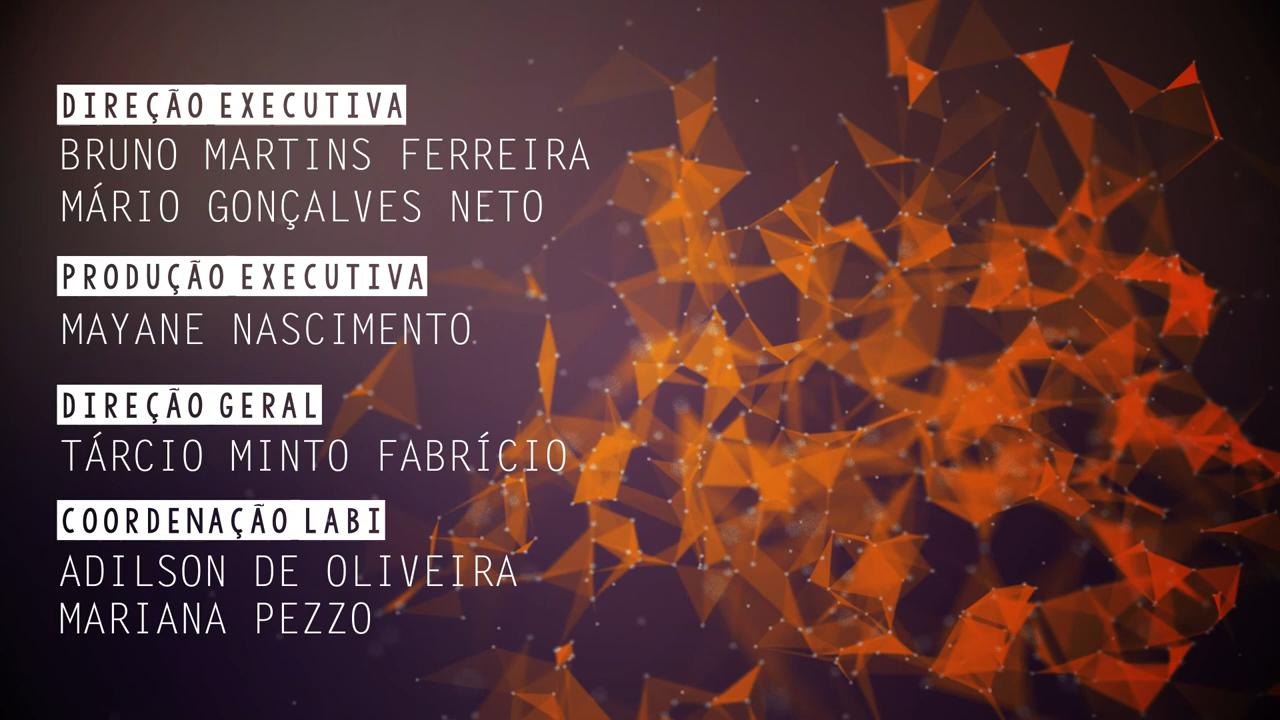 DIREÇÃO EXECUTIVA
BRUNO MARTINS FERREIRA
MÁRIO GONÇALVES NETO
PRODUÇÃO EXECUTIVA
MAYANE NASCIMENTO
DIREÇÃO GERAL
TÁRCIO MINTO FABRÍCIO
COORDENAÇÃO LABI
ADILSON DE OLIVEIRA
MARIANA PEZZO